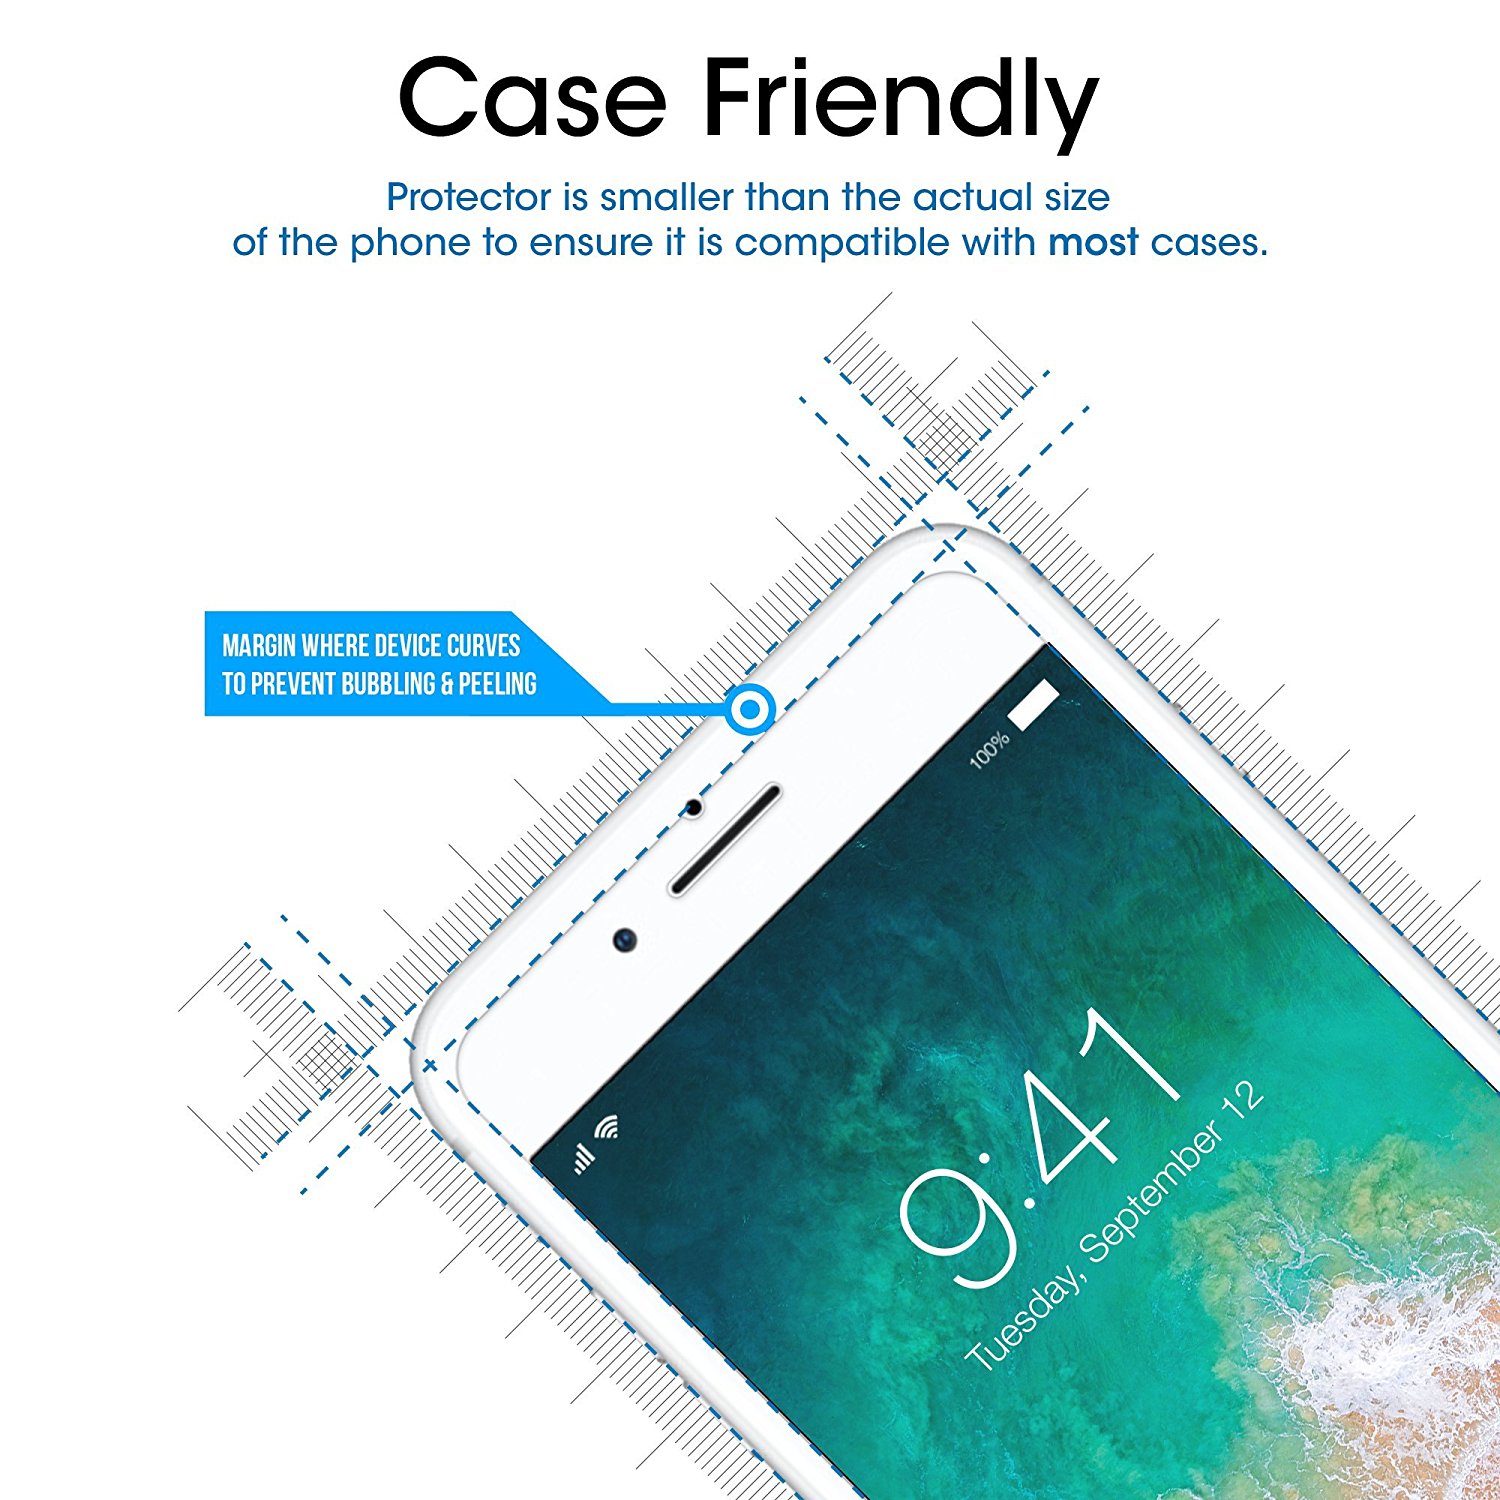 Case Friendly
Protector is smaller than the actual size
of the phone to ensure it is compatible with most cases.
MARGIN WHERE DEVICE CURVES
TO PREVENT BUBBLING & PEELING
100%
9:41
Tuesday, September 12